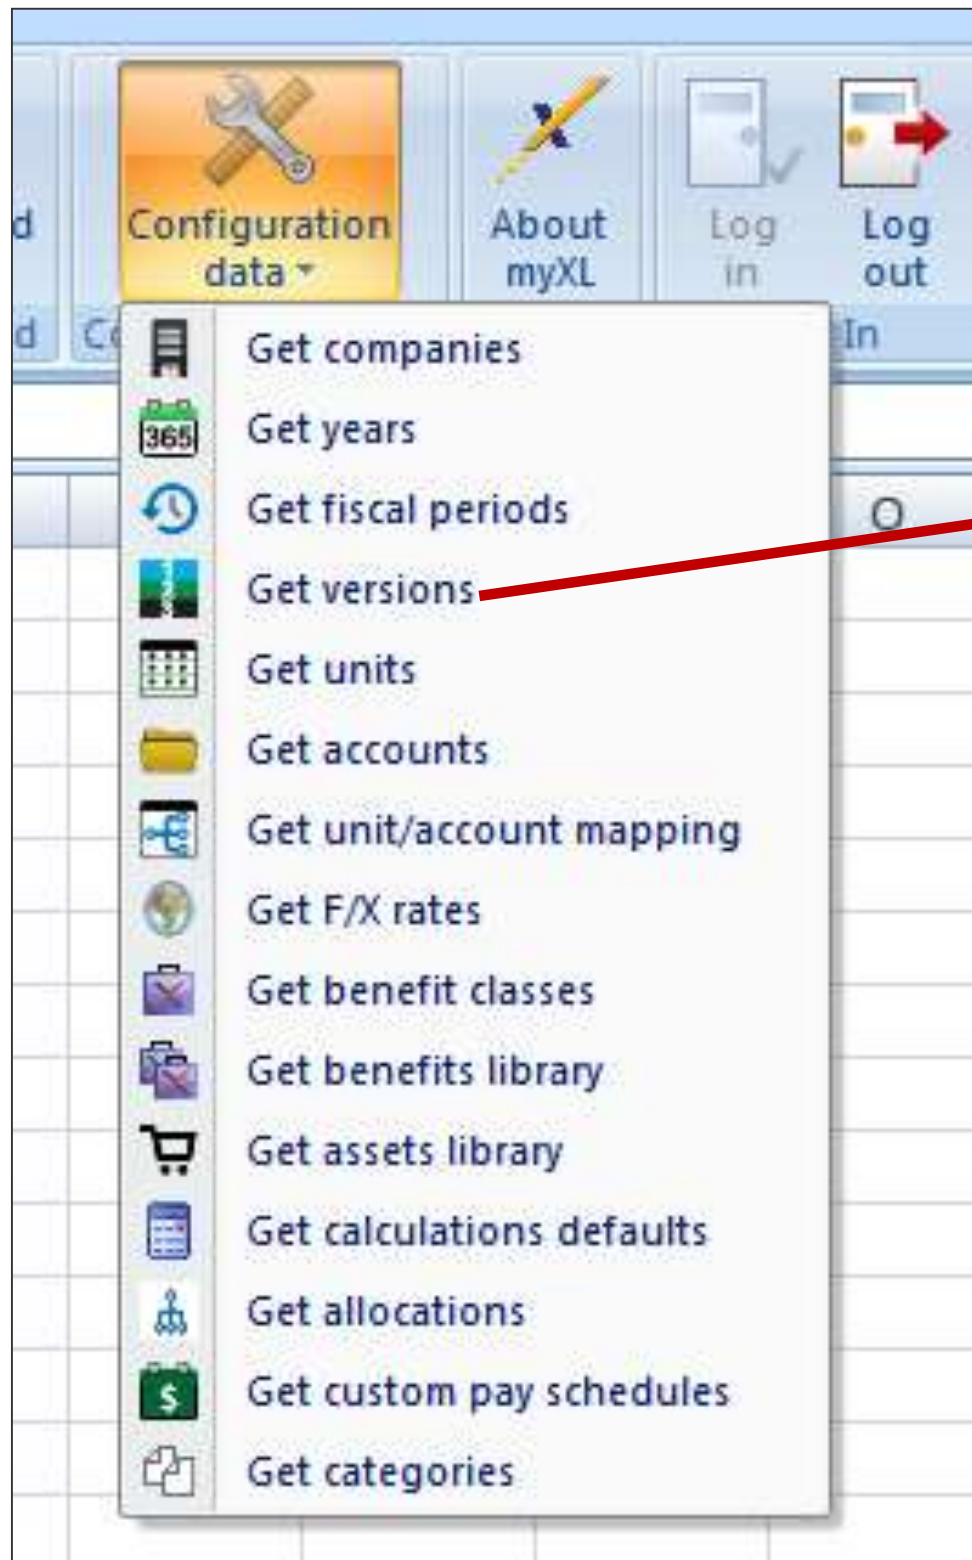 d
Configuration
data
About
myXL
Log
in
Log
out
d
In
Get companies
365
Get years
Get fiscal periods
O
Get versions
Get units
Get accounts
Get unit/account mapping
Get F/X rates
Get benefit classes
Get benefits library
Get assets library
Get calculations defaults
Get allocations
$
Get custom pay schedules
Get categories